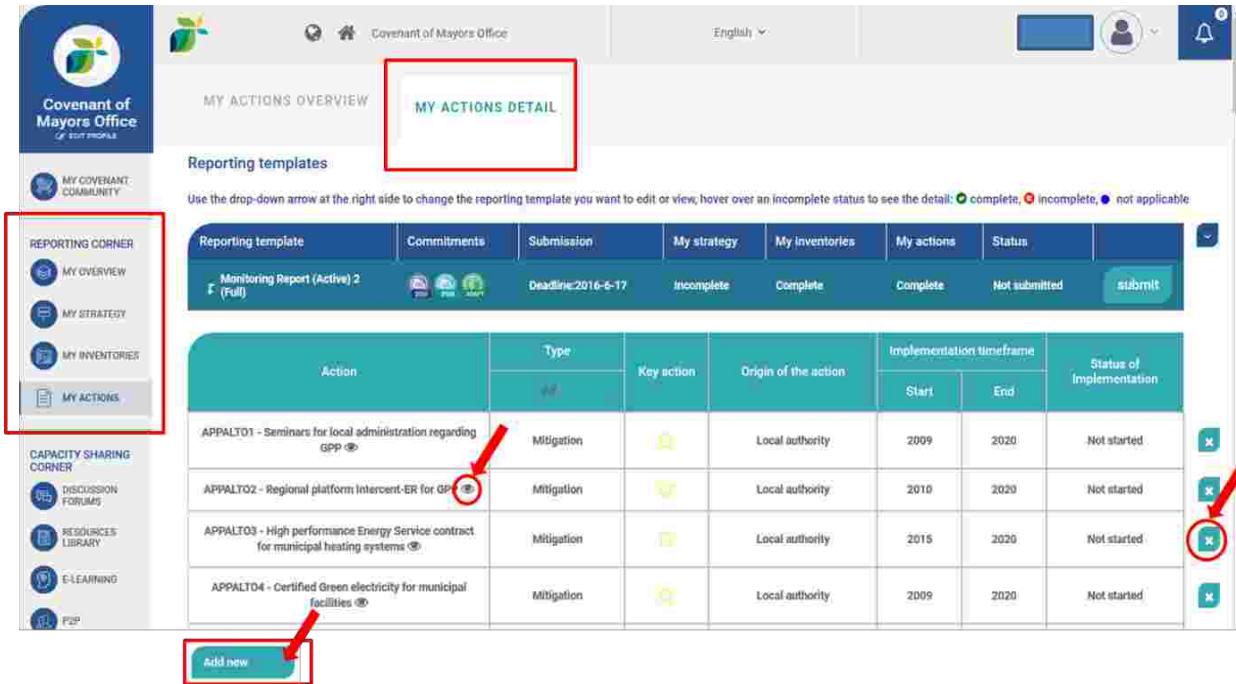 Covenant of Mayors Office
English
0
Covenant of
Mayors Office
EDIT PROFILE
MY COVENANT
COMMUNITY
REPORTING CORNER
MY OVERVIEW
MY STRATEGY
MY INVENTORIES
MY ACTIONS
CAPACITY SHARING
CORNER
DISCUSSION
FORUMS
RESOURCES
LIBRARY
E-LEARNING
P2P
MY ACTIONS OVERVIEW
MY ACTIONS DETAIL
Reporting templates
Use the drop-down arrow at the right side to change the reporting template you want to edit or view, hover over an incomplete status to see the detail: complete, incomplete, not applicable
Reporting template Commitments Submission My strategy My inventories My actions Status
Monitoring Report (Active) 2
(Full)
Deadline:2016-6-17 Incomplete Complete Complete Not submitted submit
Action Type Key action Origin of the action Implementation timeframe Status of
Implementation
All
Start End
APPALTO1 - Seminars for local administration regarding
GPP Mitigation Local authority 2009 2020 Not started
APPALTO2 - Regional platform Intercent-ER for GPP Mitigation Local authority 2010 2020 Not started
APPALTO3 - High performance Energy Service contract
for municipal heating systems Mitigation Local authority 2015 2020 Not started
APPALTO4 - Certified Green electricity for municipal
facilities Mitigation Local authority 2009 2020 Not started
Add new